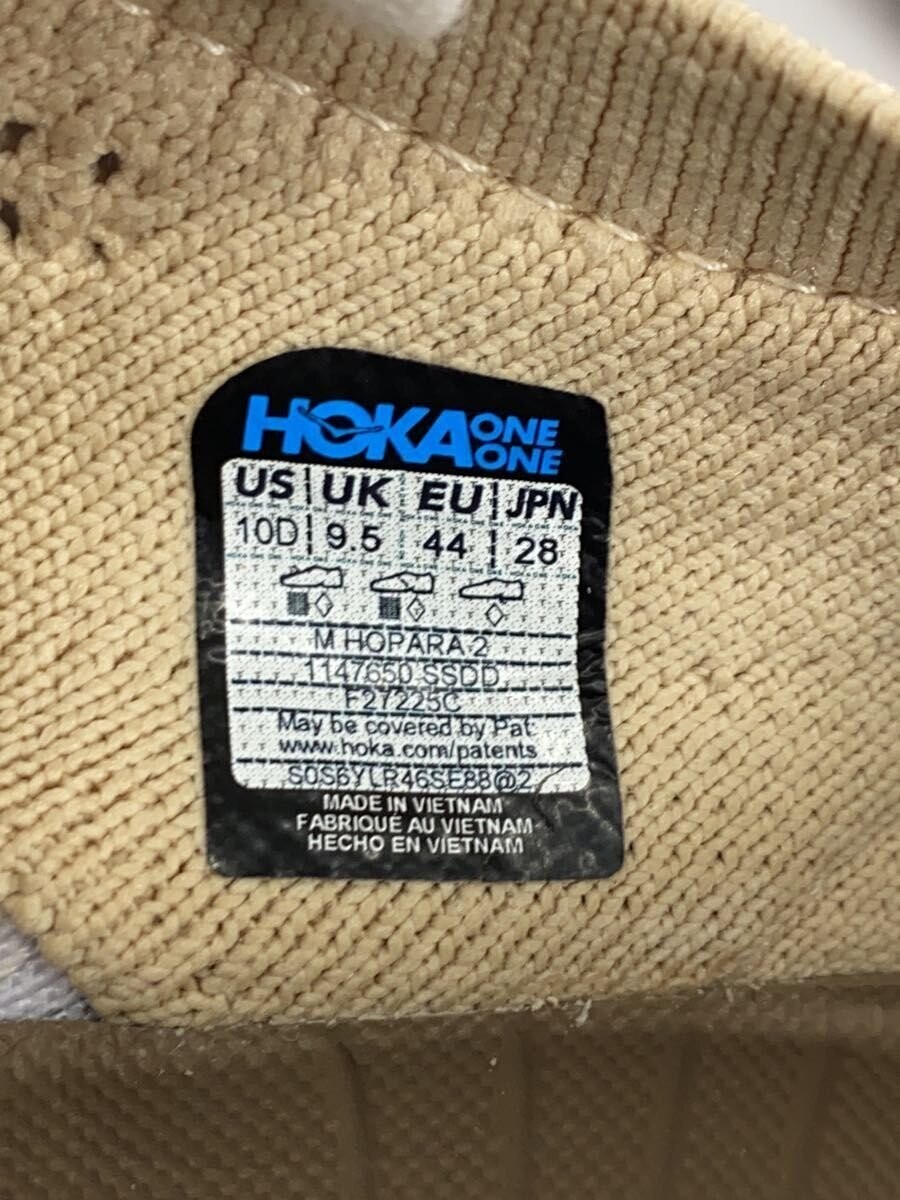 HOKA ONE ONE
US UK EU JPN
10D 9.5 44 28
M HOPARA 2
1147650 SSDD
F27225C
May be covered by Pat.
www.hoka.com/patents
S0S6YLR46SE88@2
MADE IN VIETNAM
FABRIQUÉ AU VIETNAM
HECHO EN VIETNAM